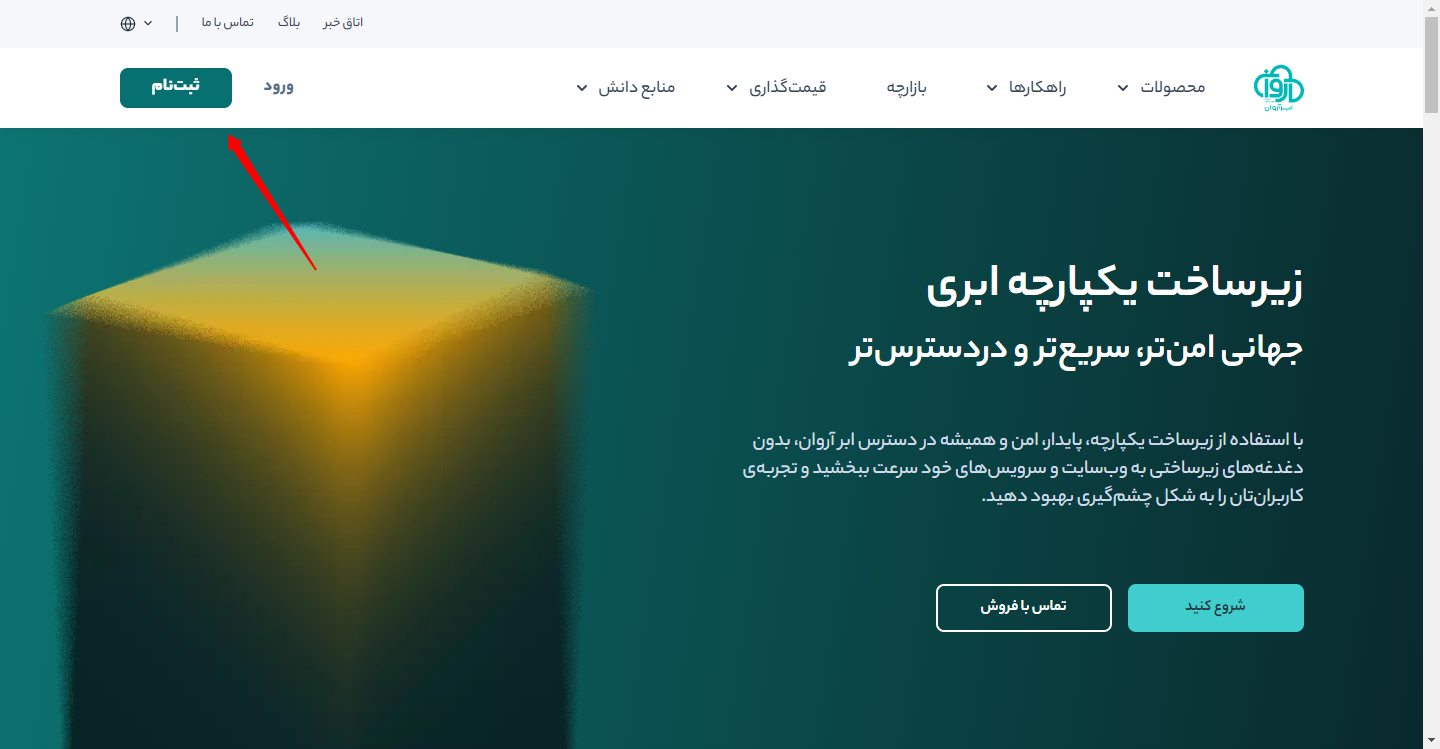 اتاق خبر بلاگ تماس با ما
ابر آروان
محصولات راهکارها بازارچه قیمت‌گذاری منابع دانش ورود ثبت‌نام
زیرساخت یکپارچه ابری
جهانی امن‌تر، سریع‌تر و دردسترس‌تر
با استفاده از زیرساخت یکپارچه، پایدار، امن و همیشه در دسترس ابر آروان، بدون
دغدغه‌های زیرساختی به وب‌سایت و سرویس‌های خود سرعت ببخشید و تجربه‌ی
کاربران‌تان را به شکل چشم‌گیری بهبود دهید.
شروع کنید تماس با فروش